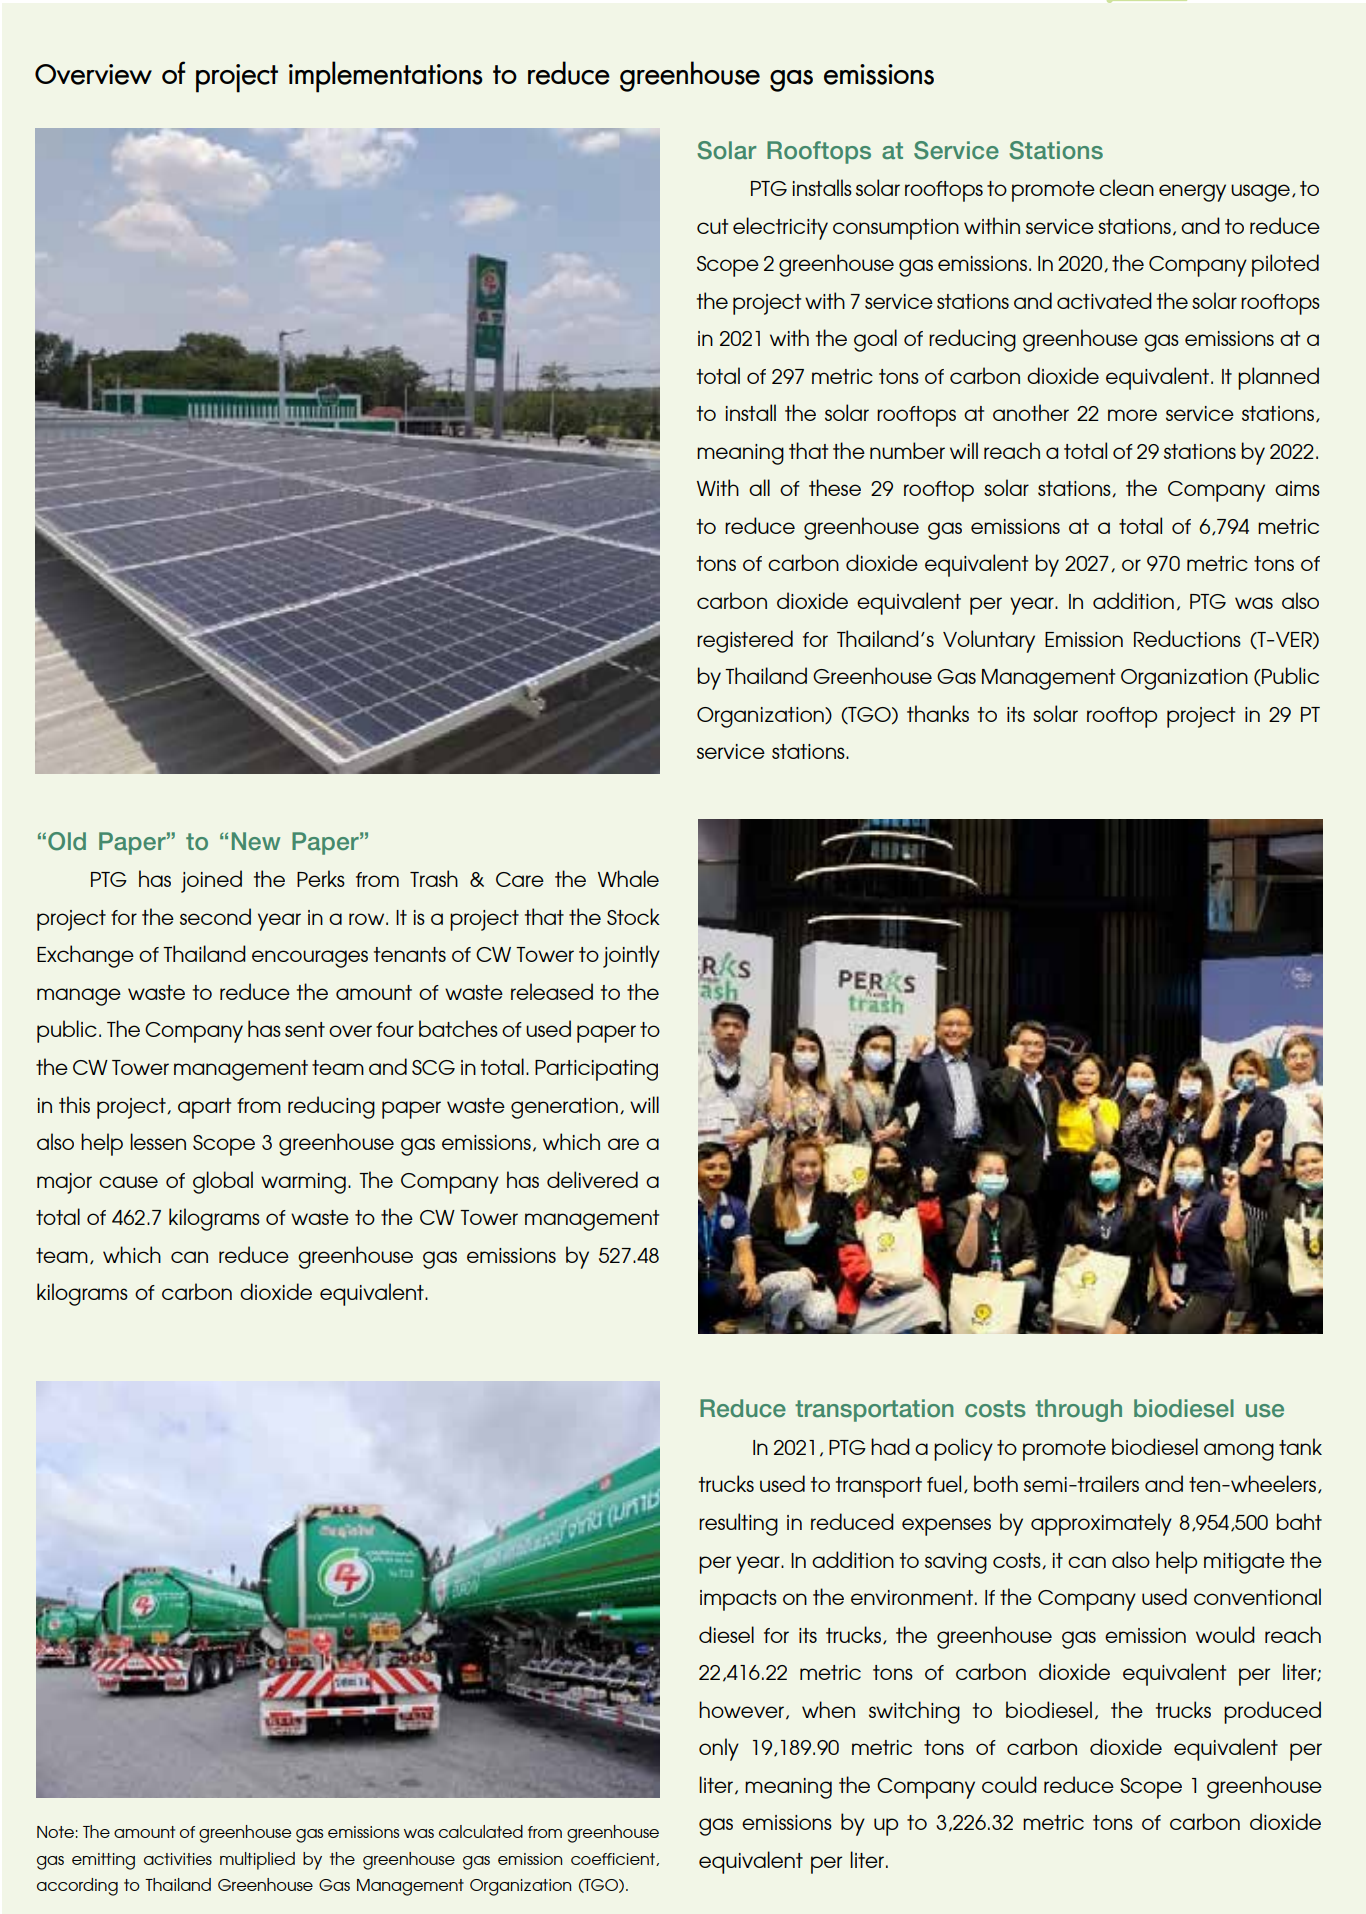 Overview of project implementations to reduce greenhouse gas emissions
Solar Rooftops at Service Stations
PTG installs solar rooftops to promote clean energy usage, to
cut electricity consumption within service stations, and to reduce
Scope 2 greenhouse gas emissions. In 2020, the Company piloted
the project with 7 service stations and activated the solar rooftops
in 2021 with the goal of reducing greenhouse gas emissions at a
total of 297 metric tons of carbon dioxide equivalent. It planned
to install the solar rooftops at another 22 more service stations,
meaning that the number will reach a total of 29 stations by 2022.
With all of these 29 rooftop solar stations, the Company aims
to reduce greenhouse gas emissions at a total of 6,794 metric
tons of carbon dioxide equivalent by 2027, or 970 metric tons of
carbon dioxide equivalent per year. In addition, PTG was also
registered for Thailand's Voluntary Emission Reductions (T-VER)
by Thailand Greenhouse Gas Management Organization (Public
Organization) (TGO) thanks to its solar rooftop project in 29 PT
service stations.
“Old Paper” to “New Paper”
PTG has joined the Perks from Trash & Care the Whale
project for the second year in a row. It is a project that the Stock
Exchange of Thailand encourages tenants of CW Tower to jointly
manage waste to reduce the amount of waste released to the
public. The Company has sent over four batches of used paper to
the CW Tower management team and SCG in total. Participating
in this project, apart from reducing paper waste generation, will
also help lessen Scope 3 greenhouse gas emissions, which are a
major cause of global warming. The Company has delivered a
total of 462.7 kilograms of waste to the CW Tower management
team, which can reduce greenhouse gas emissions by 527.48
kilograms of carbon dioxide equivalent.
PERKS
trash
Reduce transportation costs through biodiesel use
In 2021, PTG had a policy to promote biodiesel among tank
trucks used to transport fuel, both semi-trailers and ten-wheelers,
resulting in reduced expenses by approximately 8,954,500 baht
per year. In addition to saving costs, it can also help mitigate the
impacts on the environment. If the Company used conventional
diesel for its trucks, the greenhouse gas emission would reach
22,416.22 metric tons of carbon dioxide equivalent per liter;
however, when switching to biodiesel, the trucks produced
only 19,189.90 metric tons of carbon dioxide equivalent per
liter, meaning the Company could reduce Scope 1 greenhouse
gas emissions by up to 3,226.32 metric tons of carbon dioxide
equivalent per liter.
PT
Note: The amount of greenhouse gas emissions was calculated from greenhouse
gas emitting activities multiplied by the greenhouse gas emission coefficient,
according to Thailand Greenhouse Gas Management Organization (TGO).